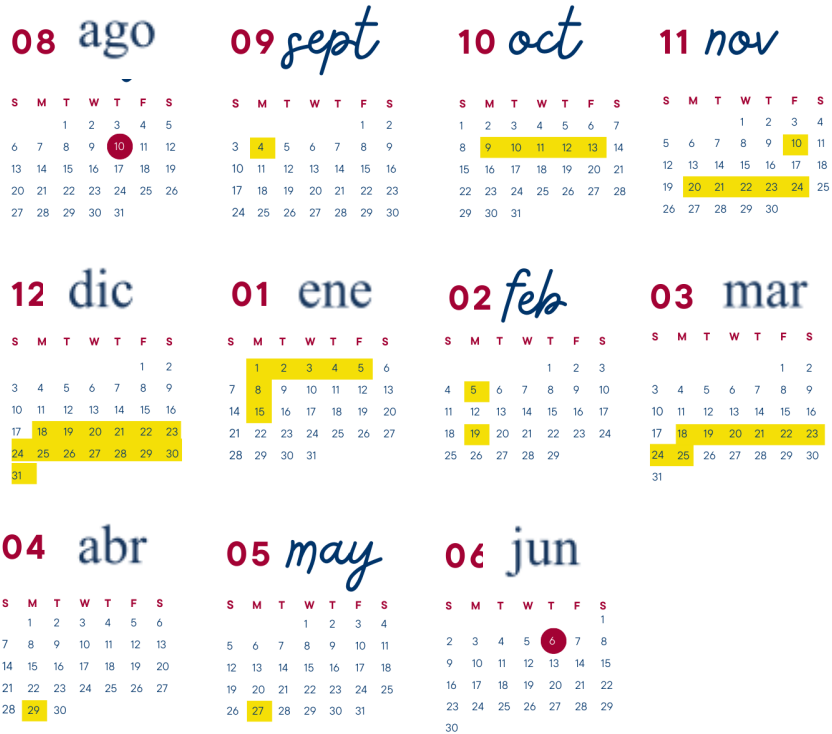 08 ago
S M T W T F S
1 2 3 4 5
6 7 8 9 10 11 12
13 14 15 16 17 18 19
20 21 22 23 24 25 26
27 28 29 30 31
09 sept
S M T W T F S
1 2
3 4 5 6 7 8 9
10 11 12 13 14 15 16
17 18 19 20 21 22 23
24 25 26 27 28 29 30
10 oct
S M T W T F S
1 2 3 4 5 6 7
8 9 10 11 12 13 14
15 16 17 18 19 20 21
22 23 24 25 26 27 28
29 30 31
11 nov
S M T W T F S
1 2 3 4
5 6 7 8 9 10 11
12 13 14 15 16 17 18
19 20 21 22 23 24 25
26 27 28 29 30
12 dic
S M T W T F S
1 2
3 4 5 6 7 8 9
10 11 12 13 14 15 16
17 18 19 20 21 22 23
24 25 26 27 28 29 30
31
01 ene
S M T W T F S
1 2 3 4 5 6
7 8 9 10 11 12 13
14 15 16 17 18 19 20
21 22 23 24 25 26 27
28 29 30 31
02 feb
S M T W T F S
1 2 3
4 5 6 7 8 9 10
11 12 13 14 15 16 17
18 19 20 21 22 23 24
25 26 27 28 29
03 mar
S M T W T F S
1 2
3 4 5 6 7 8 9
10 11 12 13 14 15 16
17 18 19 20 21 22 23
24 25 26 27 28 29 30
31
04 abr
S M T W T F S
1 2 3 4 5 6
7 8 9 10 11 12 13
14 15 16 17 18 19 20
21 22 23 24 25 26 27
28 29 30
05 may
S M T W T F S
1 2 3 4
5 6 7 8 9 10 11
12 13 14 15 16 17 18
19 20 21 22 23 24 25
26 27 28 29 30 31
06 jun
S M T W T F S
1
2 3 4 5 6 7 8
9 10 11 12 13 14 15
16 17 18 19 20 21 22
23 24 25 26 27 28 29
30